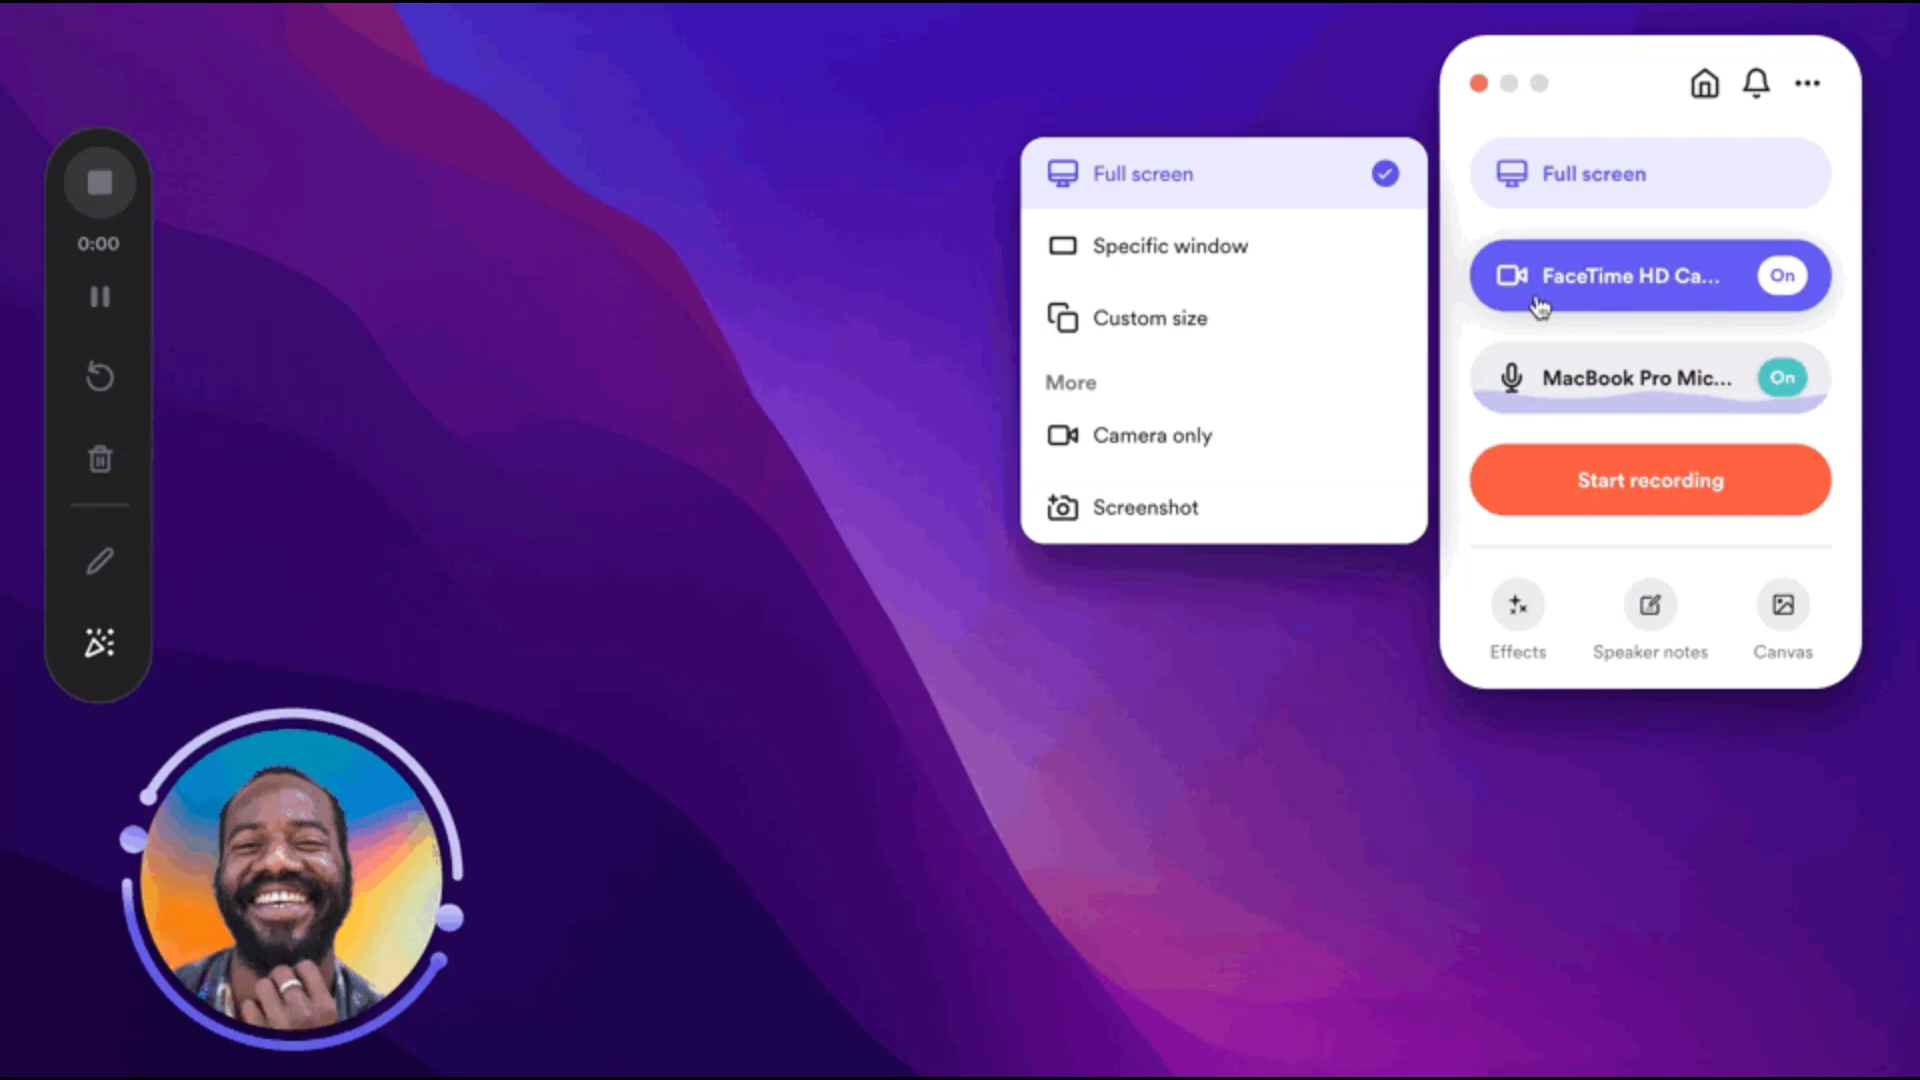 0:00
Full screen
Specific window
Custom size
More
Camera only
Screenshot
Full screen
FaceTime HD Ca... On
MacBook Pro Mic... On
Start recording
Effects
Speaker notes
Canvas